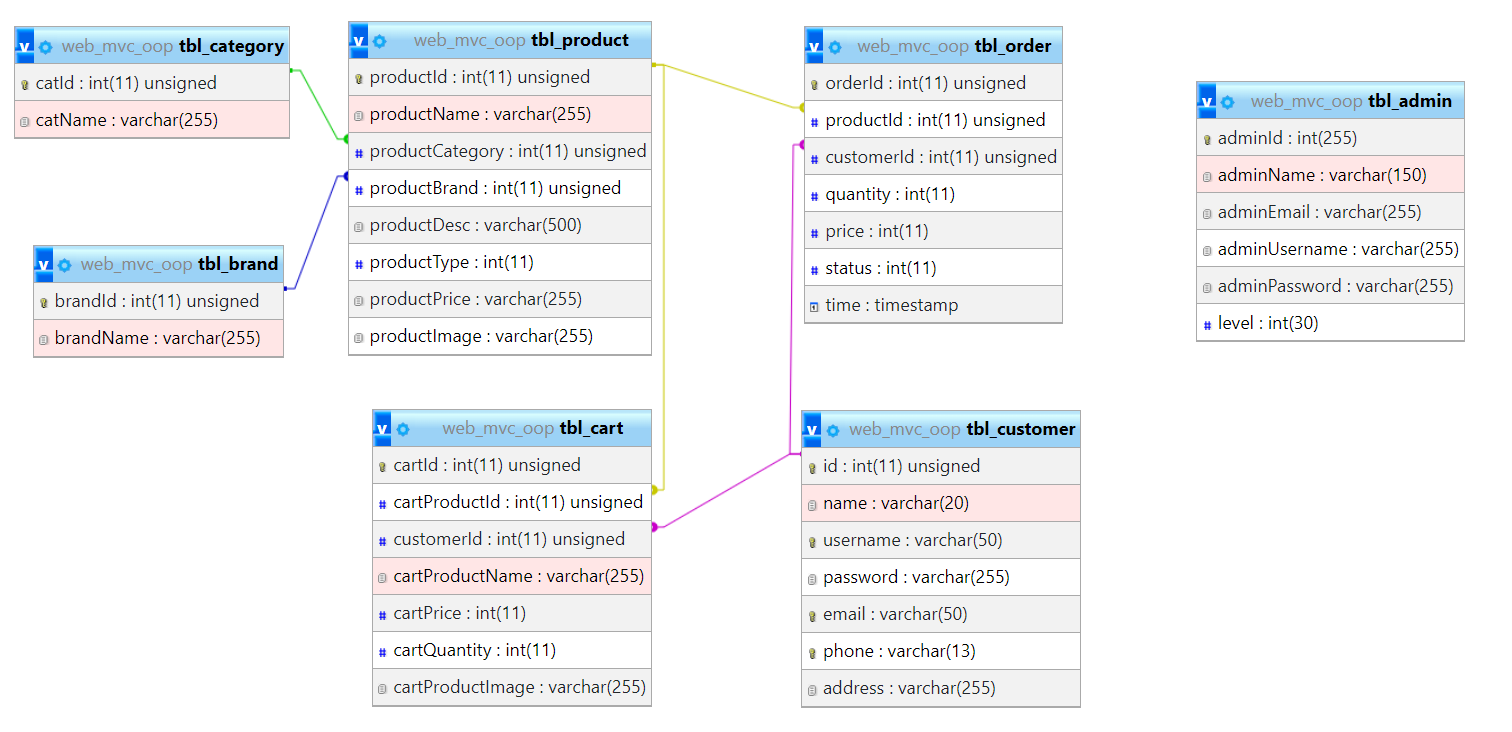 v web_mvc_oop tbl_category
catId : int(11) unsigned
catName : varchar(255)
v web_mvc_oop tbl_product
productId : int(11) unsigned
productName : varchar(255)
# productCategory : int(11) unsigned
# productBrand : int(11) unsigned
productDesc : varchar(500)
# productType : int(11)
productPrice : varchar(255)
productImage : varchar(255)
v web_mvc_oop tbl_order
orderId : int(11) unsigned
# productId : int(11) unsigned
# customerId : int(11) unsigned
# quantity : int(11)
# price : int(11)
# status : int(11)
time : timestamp
v web_mvc_oop tbl_admin
adminId : int(255)
adminName : varchar(150)
adminEmail : varchar(255)
adminUsername : varchar(255)
adminPassword : varchar(255)
# level : int(30)
v web_mvc_oop tbl_brand
brandId : int(11) unsigned
brandName : varchar(255)
v web_mvc_oop tbl_cart
cartId : int(11) unsigned
# cartProductId : int(11) unsigned
# customerId : int(11) unsigned
cartProductName : varchar(255)
# cartPrice : int(11)
# cartQuantity : int(11)
cartProductImage : varchar(255)
v web_mvc_oop tbl_customer
id : int(11) unsigned
name : varchar(20)
username : varchar(50)
password : varchar(255)
email : varchar(50)
phone : varchar(13)
address : varchar(255)